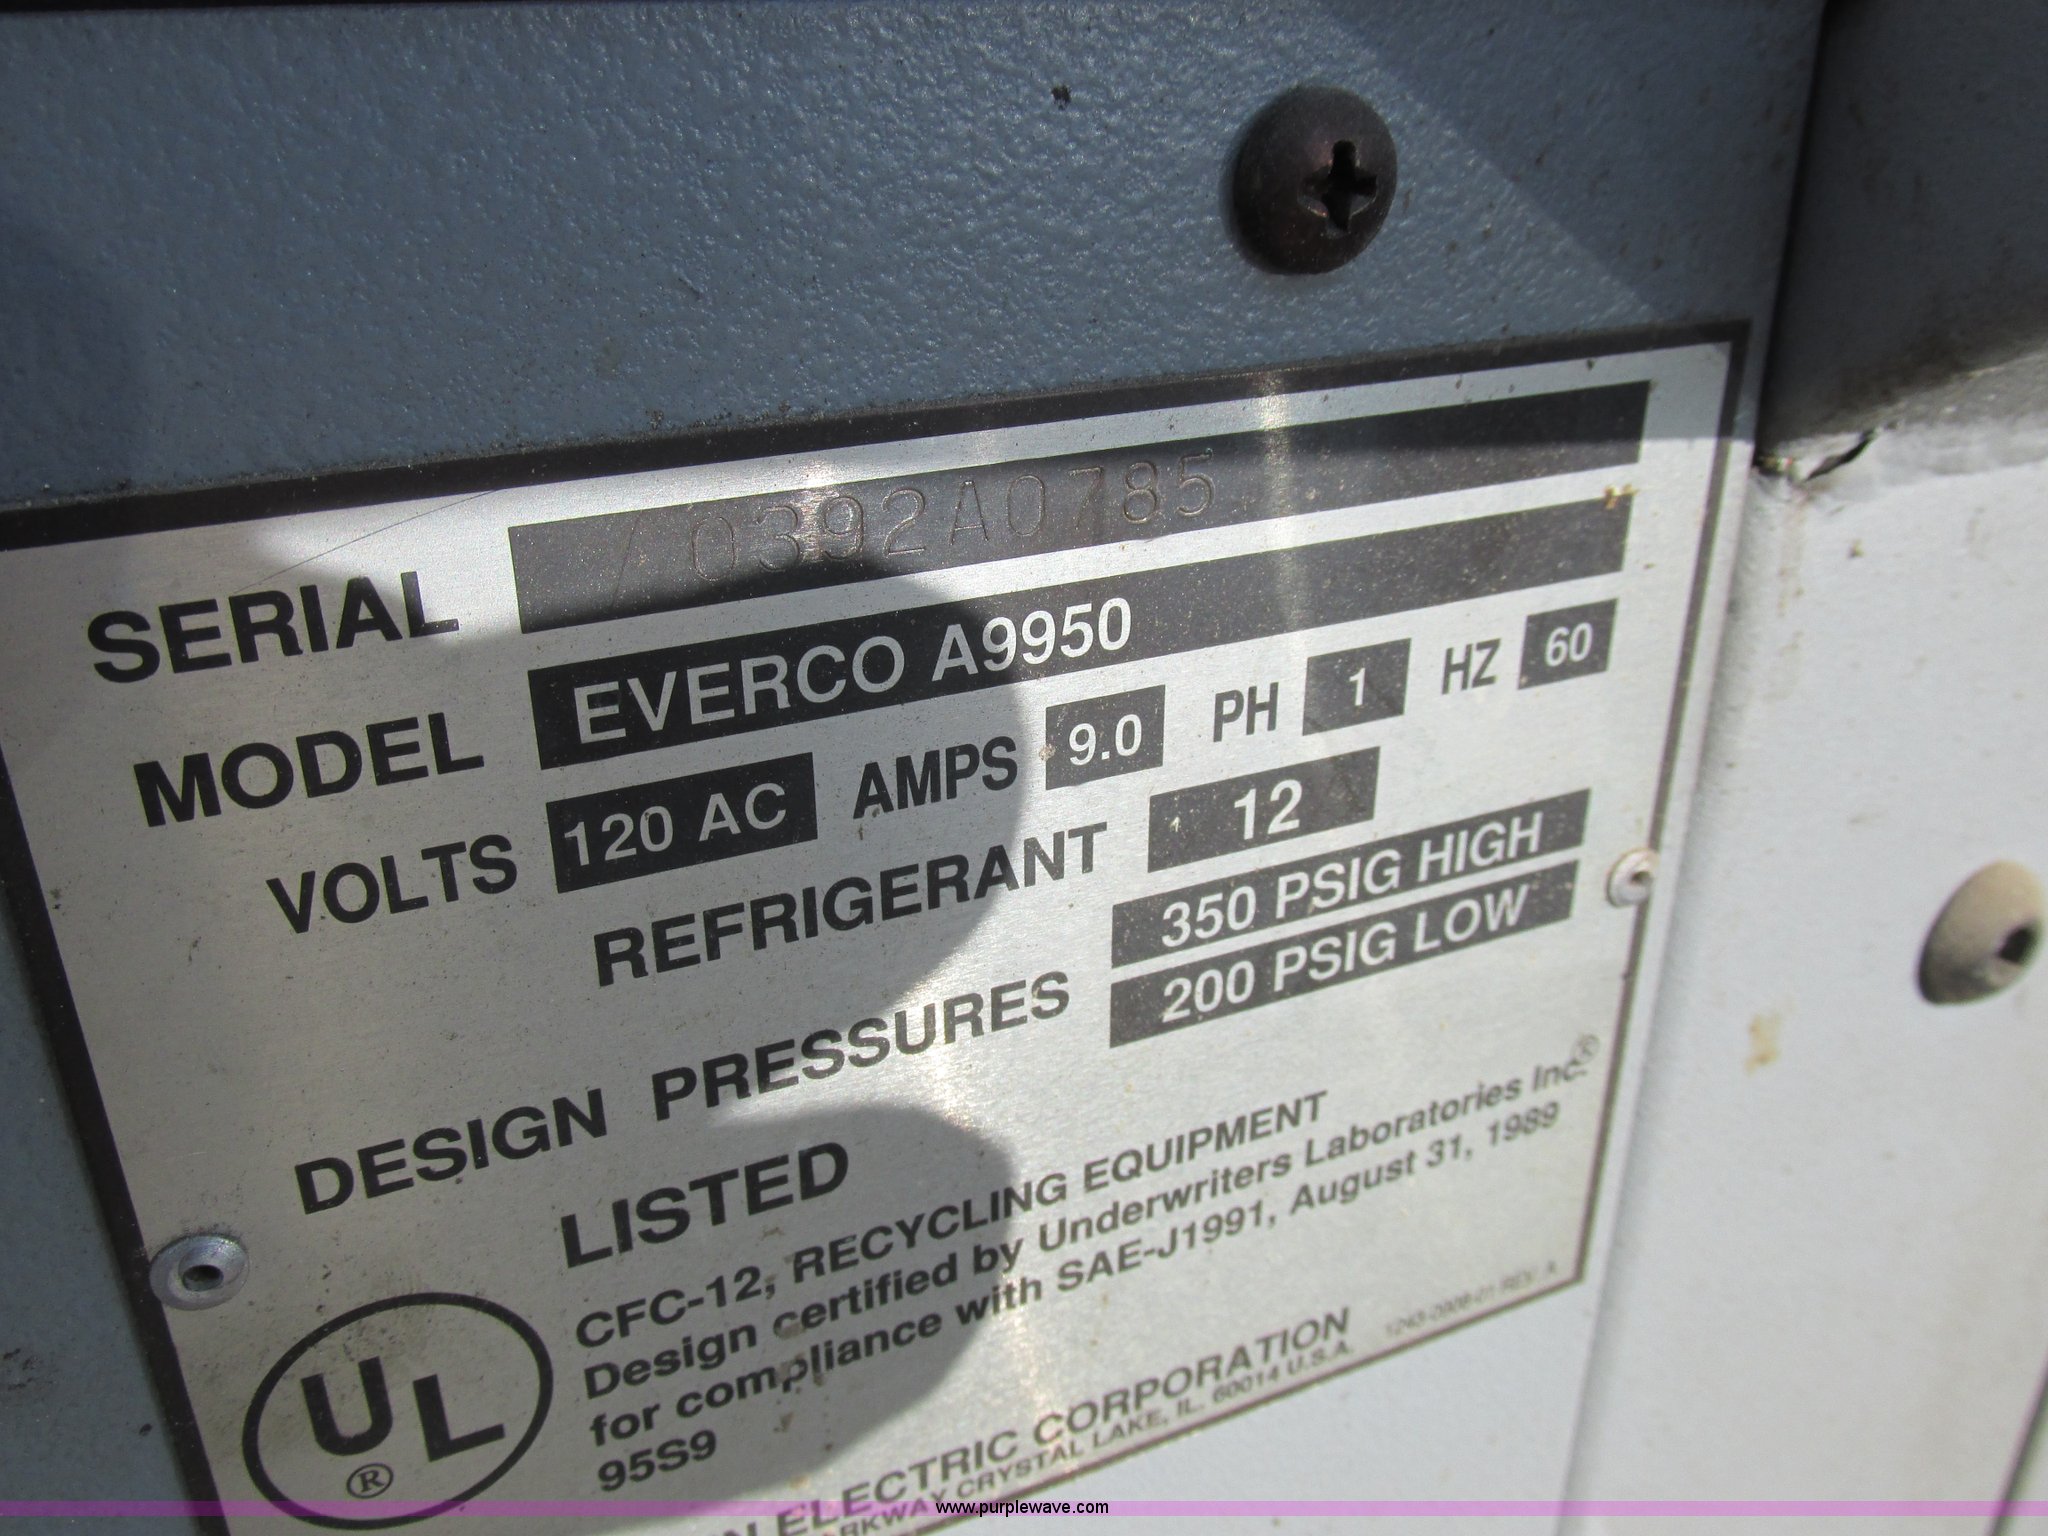 SERIAL /0392A0785
MODEL EVERCO A9950
VOLTS 120 AC AMPS 9.0 PH 1 HZ 60
REFRIGERANT 12
DESIGN PRESSURES 350 PSIG HIGH
200 PSIG LOW
LISTED
CFC-12, RECYCLING EQUIPMENT
Design certified by Underwriters Laboratories Inc.®
for compliance with SAE-J1991, August 31, 1989
95S9
UL
®
ELECTRIC CORPORATION
CRYSTAL LAKE, IL. 60014 U.S.A.
www.purplewave.com